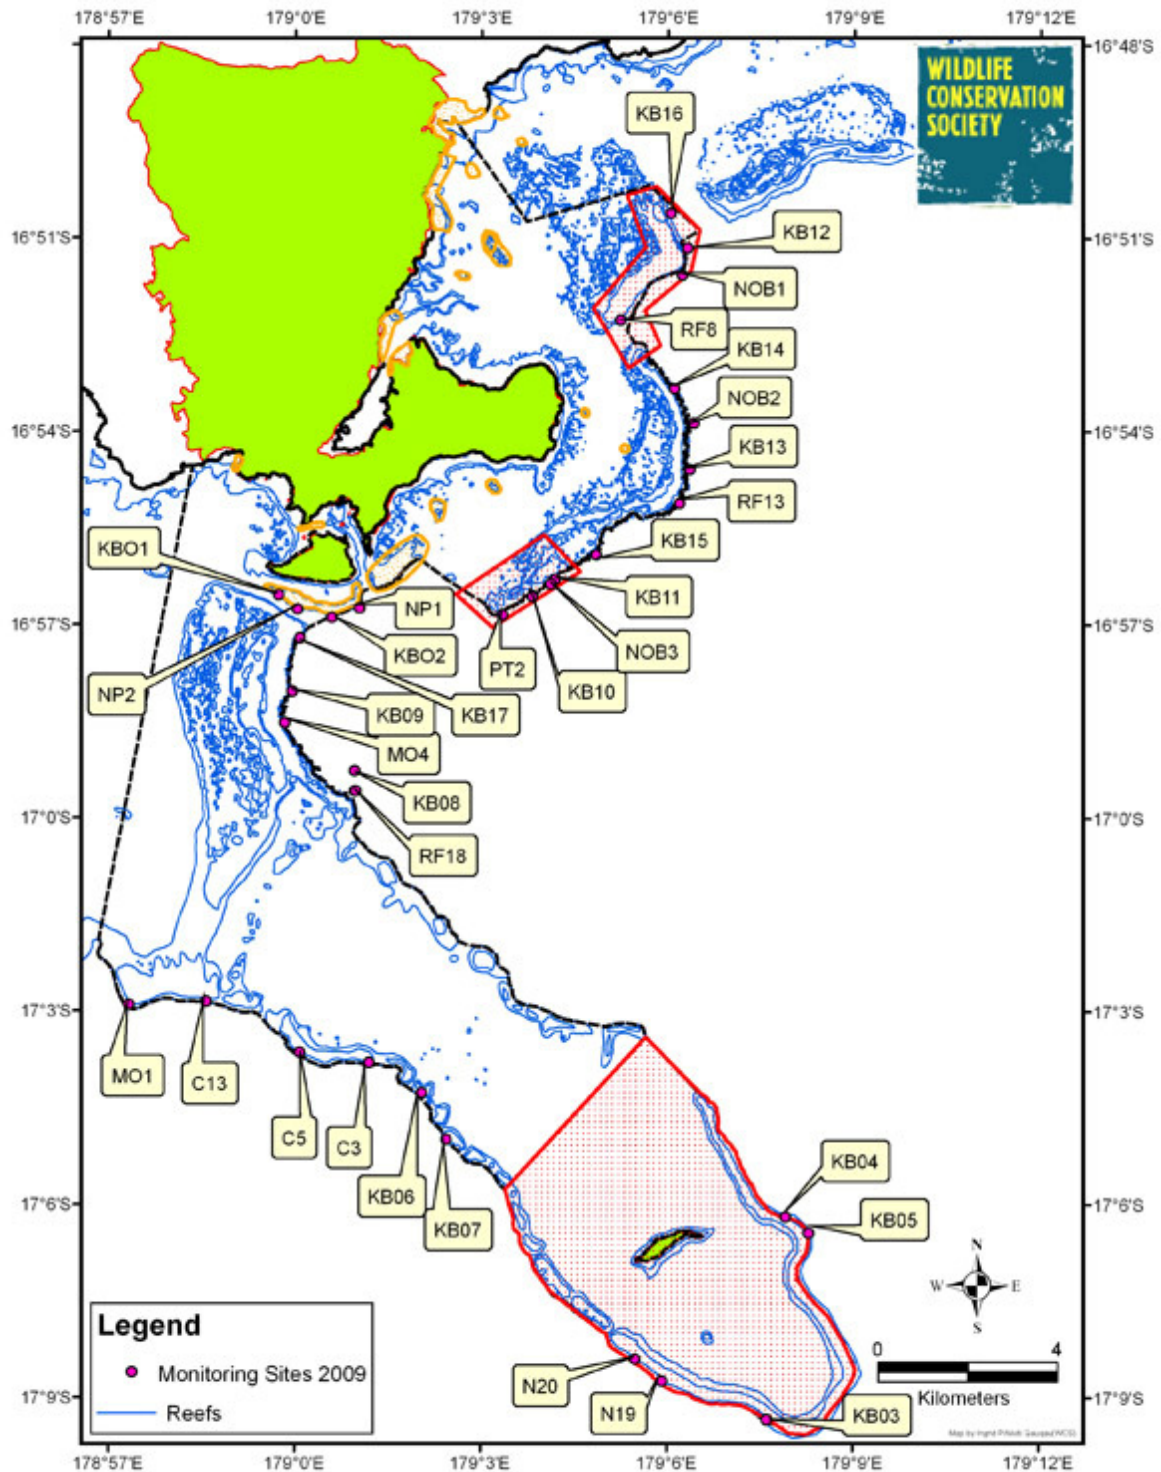 178°57'E 179°0'E 179°3'E 179°6'E 179°9'E 179°12'E
16°48'S
WILDLIFE
CONSERVATION
SOCIETY
KB16
16°51'S
16°51'S
KB12
NOB1
RF8
KB14
NOB2
16°54'S
16°54'S
KB13
RF13
KBO1
KB15
NP1
KB11
16°57'S
16°57'S
KBO2
PT2
NOB3
NP2
KB10
KB09
KB17
MO4
KB08
17°0'S
17°0'S
RF18
17°3'S
17°3'S
MO1
C13
C5
C3
KB04
KB06
17°6'S
17°6'S
KB07
KB05
N
W E
S
Legend
Monitoring Sites 2009
Reefs
0 4
Kilometers
N20
N19
KB03
17°9'S
17°9'S
178°57'E 179°0'E 179°3'E 179°6'E 179°9'E 179°12'E